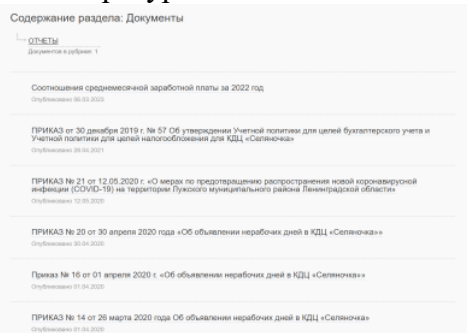 Содержание раздела: Документы
ОТЧЕТЫ
Документов в рубрике: 1
Соотношения среднемесячной заработной платы за 2022 год
Опубликовано 06.03.2023
ПРИКАЗ от 30 декабря 2019 г. № 57 Об утверждении Учетной политики для целей бухгалтерского учета и
Учетной политики для целей налогообложения для КДЦ «Селяночка»
Опубликовано 28.04.2021
ПРИКАЗ № 21 от 12.05.2020 г. «О мерах по предотвращению распространения новой коронавирусной
инфекции (COVID-19) на территории Лужского муниципального района Ленинградской области»
Опубликовано 12.05.2020
ПРИКАЗ № 20 от 30 апреля 2020 года «Об объявлении нерабочих дней в КДЦ «Селяночка»»
Опубликовано 30.04.2020
Приказ № 16 от 01 апреля 2020 г. «Об объявлении нерабочих дней в КДЦ «Селяночка»»
Опубликовано 01.04.2020
ПРИКАЗ № 14 от 26 марта 2020 года Об объявлении нерабочих дней в КДЦ «Селяночка»
Опубликовано 01.04.2020